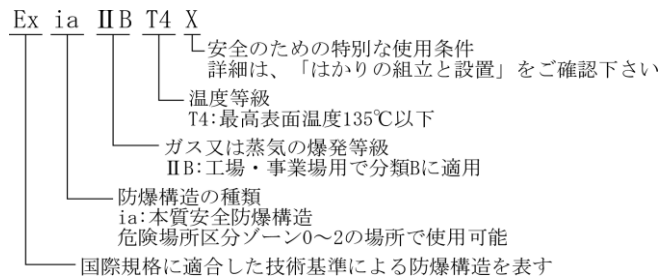 Ex ia ⅡB T4 X
安全のための特別な使用条件
詳細は、「はかりの組立と設置」をご確認下さい
温度等級
T4:最高表面温度135℃以下
ガス又は蒸気の爆発等級
ⅡB:工場・事業場用で分類Bに適用
防爆構造の種類
ia:本質安全防爆構造
危険場所区分ゾーン0～2の場所で使用可能
国際規格に適合した技術基準による防爆構造を表す